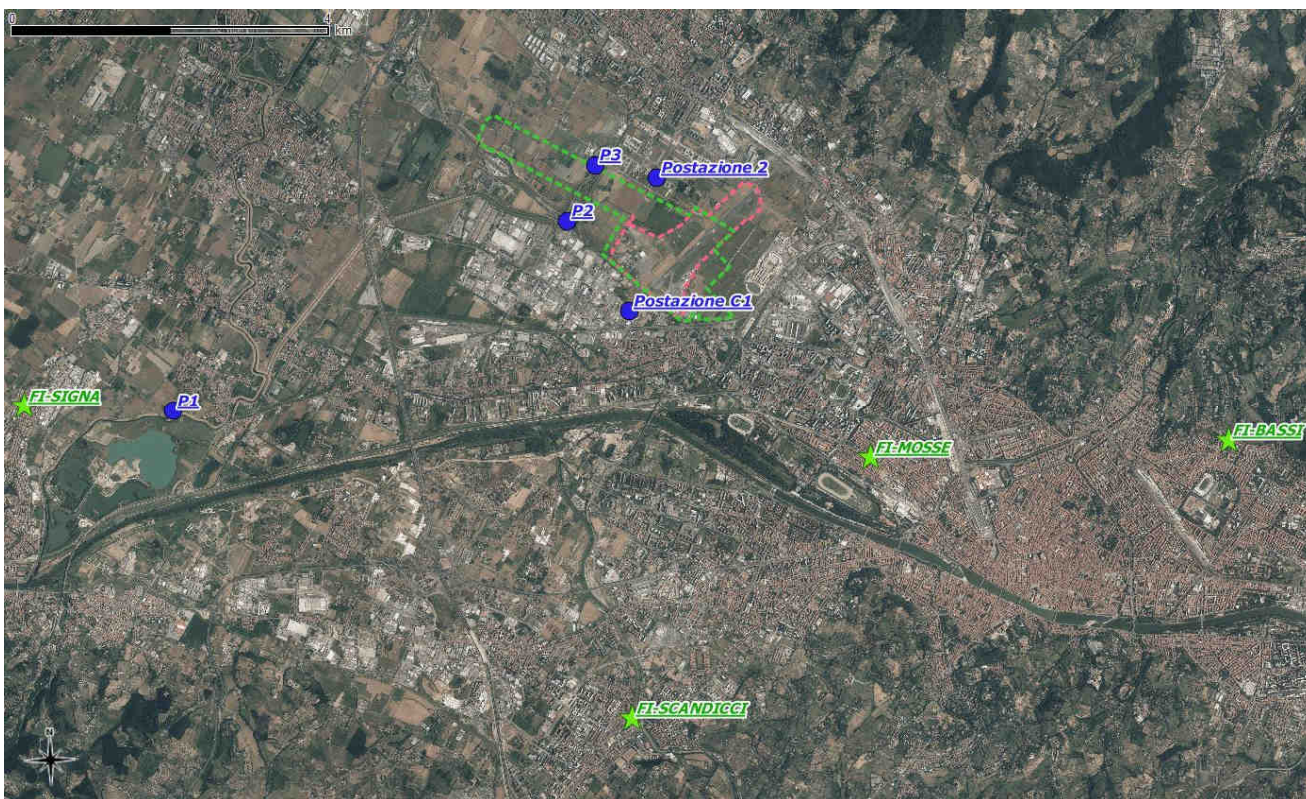 0 4
km
P3
Postazione 2
P2
Postazione C1
FI-SIGNA
P1
FI-BASSI
FI-MOSSE
FI-SCANDICCI
N